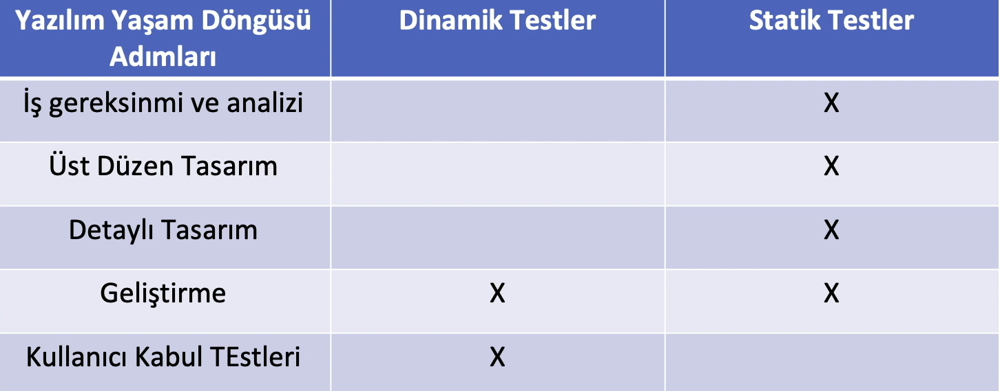 Yazılım Yaşam Döngüsü
Adımları
Dinamik Testler
Statik Testler
İş gereksinmi ve analizi
X
Üst Düzen Tasarım
X
Detaylı Tasarım
X
Geliştirme
X
X
Kullanıcı Kabul TEstleri
X